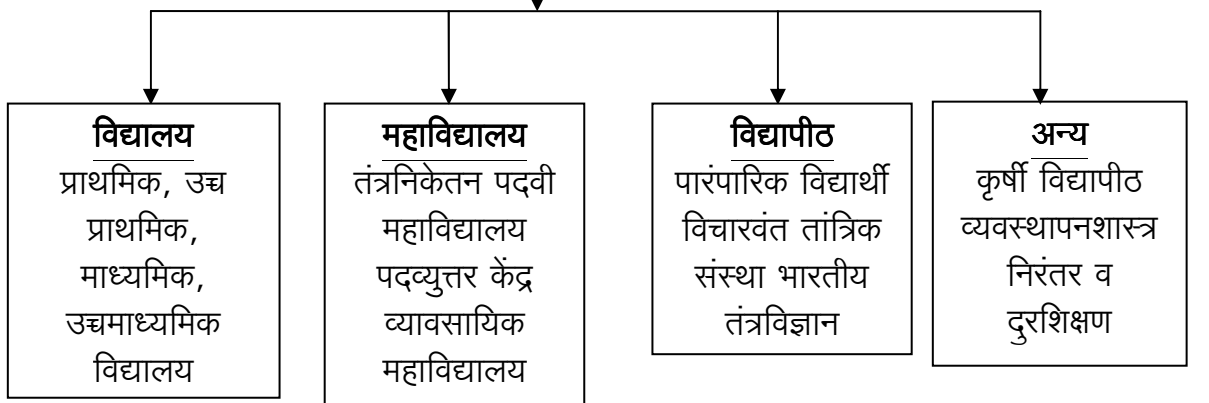 विद्यालय
प्राथमिक, उच्च
प्राथमिक,
माध्यमिक,
उच्चमाध्यमिक
विद्यालय
महाविद्यालय
तंत्रनिकेतन पदवी
महाविद्यालय
पदव्युत्तर केंद्र
व्यावसायिक
महाविद्यालय
विद्यापीठ
पारंपारिक विद्यार्थी
विचारवंत तांत्रिक
संस्था भारतीय
तंत्रविज्ञान
अन्य
कृर्षी विद्यापीठ
व्यवस्थापनशास्त्र
निरंतर व
दुरशिक्षण